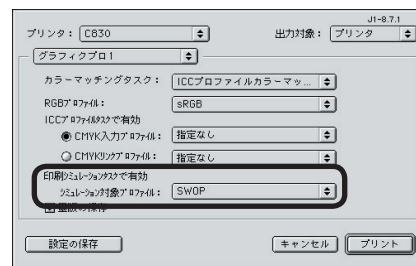 J1-8.7.1
プリンタ： C830 出力対象： プリンタ
グラフィックプロ1
カラーマッチングタスク： ICCプロファイルカラーマッ...
RGBﾌﾟﾛﾌｧｲﾙ： sRGB
ICCﾌﾟﾛﾌｧｲﾙﾀｽｸで有効
CMYK入力ﾌﾟﾛﾌｧｲﾙ： 指定なし
CMYKﾘﾝｸﾌﾟﾛﾌｧｲﾙ： 指定なし
印刷ｼﾐｭﾚｰｼｮﾝﾀｽｸで有効
ｼﾐｭﾚｰｼｮﾝ対象ﾌﾟﾛﾌｧｲﾙ： SWOP
墨版の保存
設定の保存 キャンセル プリント